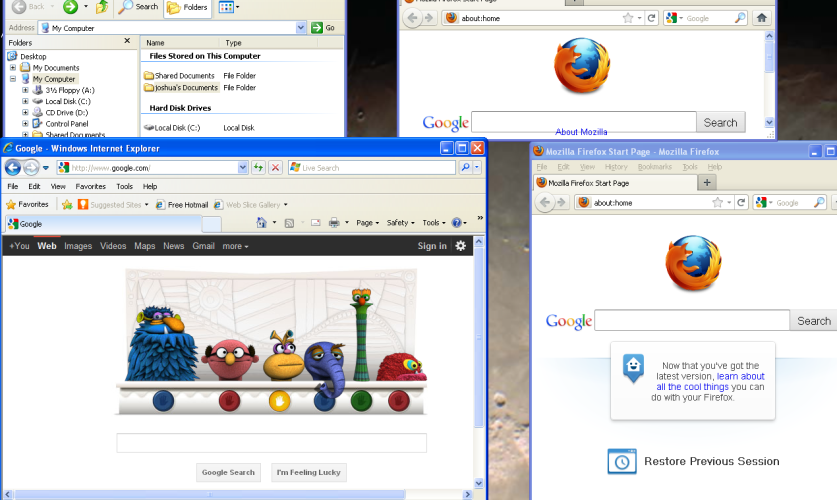 Back
Search
Folders
Address
My Computer
Go
Folders
Desktop
My Documents
My Computer
3½ Floppy (A:)
Local Disk (C:)
CD Drive (D:)
Control Panel
Shared Documents
Name Type
Files Stored on This Computer
Shared Documents File Folder
joshua's Documents File Folder
Hard Disk Drives
Local Disk (C:) Local Disk
Mozilla Firefox Start Page
about:home
Google
Google
Search
About Mozilla
Google - Windows Internet Explorer
http://www.google.com/
Live Search
File Edit View Favorites Tools Help
Favorites Suggested Sites Free Hotmail Web Slice Gallery
Google
Page Safety Tools
+You Web Images Videos Maps News Gmail more Sign in
Google Search
I'm Feeling Lucky
Mozilla Firefox Start Page - Mozilla Firefox
File Edit View History Bookmarks Tools Help
Mozilla Firefox Start Page
about:home
Google
Google
Search
Now that you've got the
latest version, learn about
all the cool things you can
do with your Firefox.
Restore Previous Session